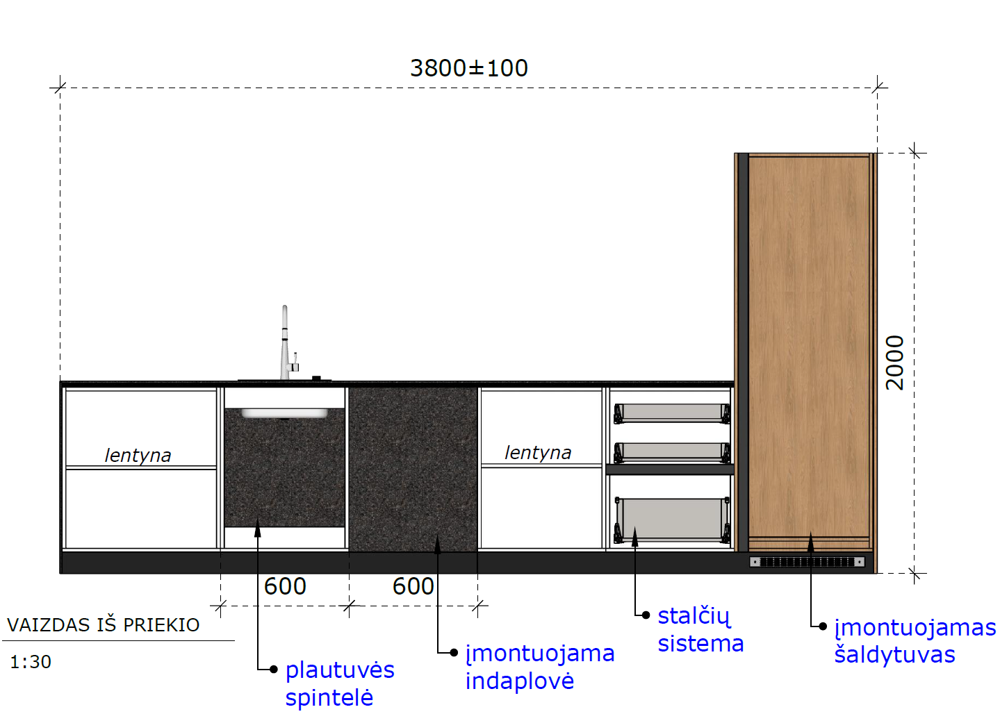 3800±100
2000
lentyna
lentyna
600
600
VAIZDAS IŠ PRIEKIO
1:30
plautuvės
spintelė
įmontuojama
indaplovė
stalčių
sistema
įmontuojamas
šaldytuvas